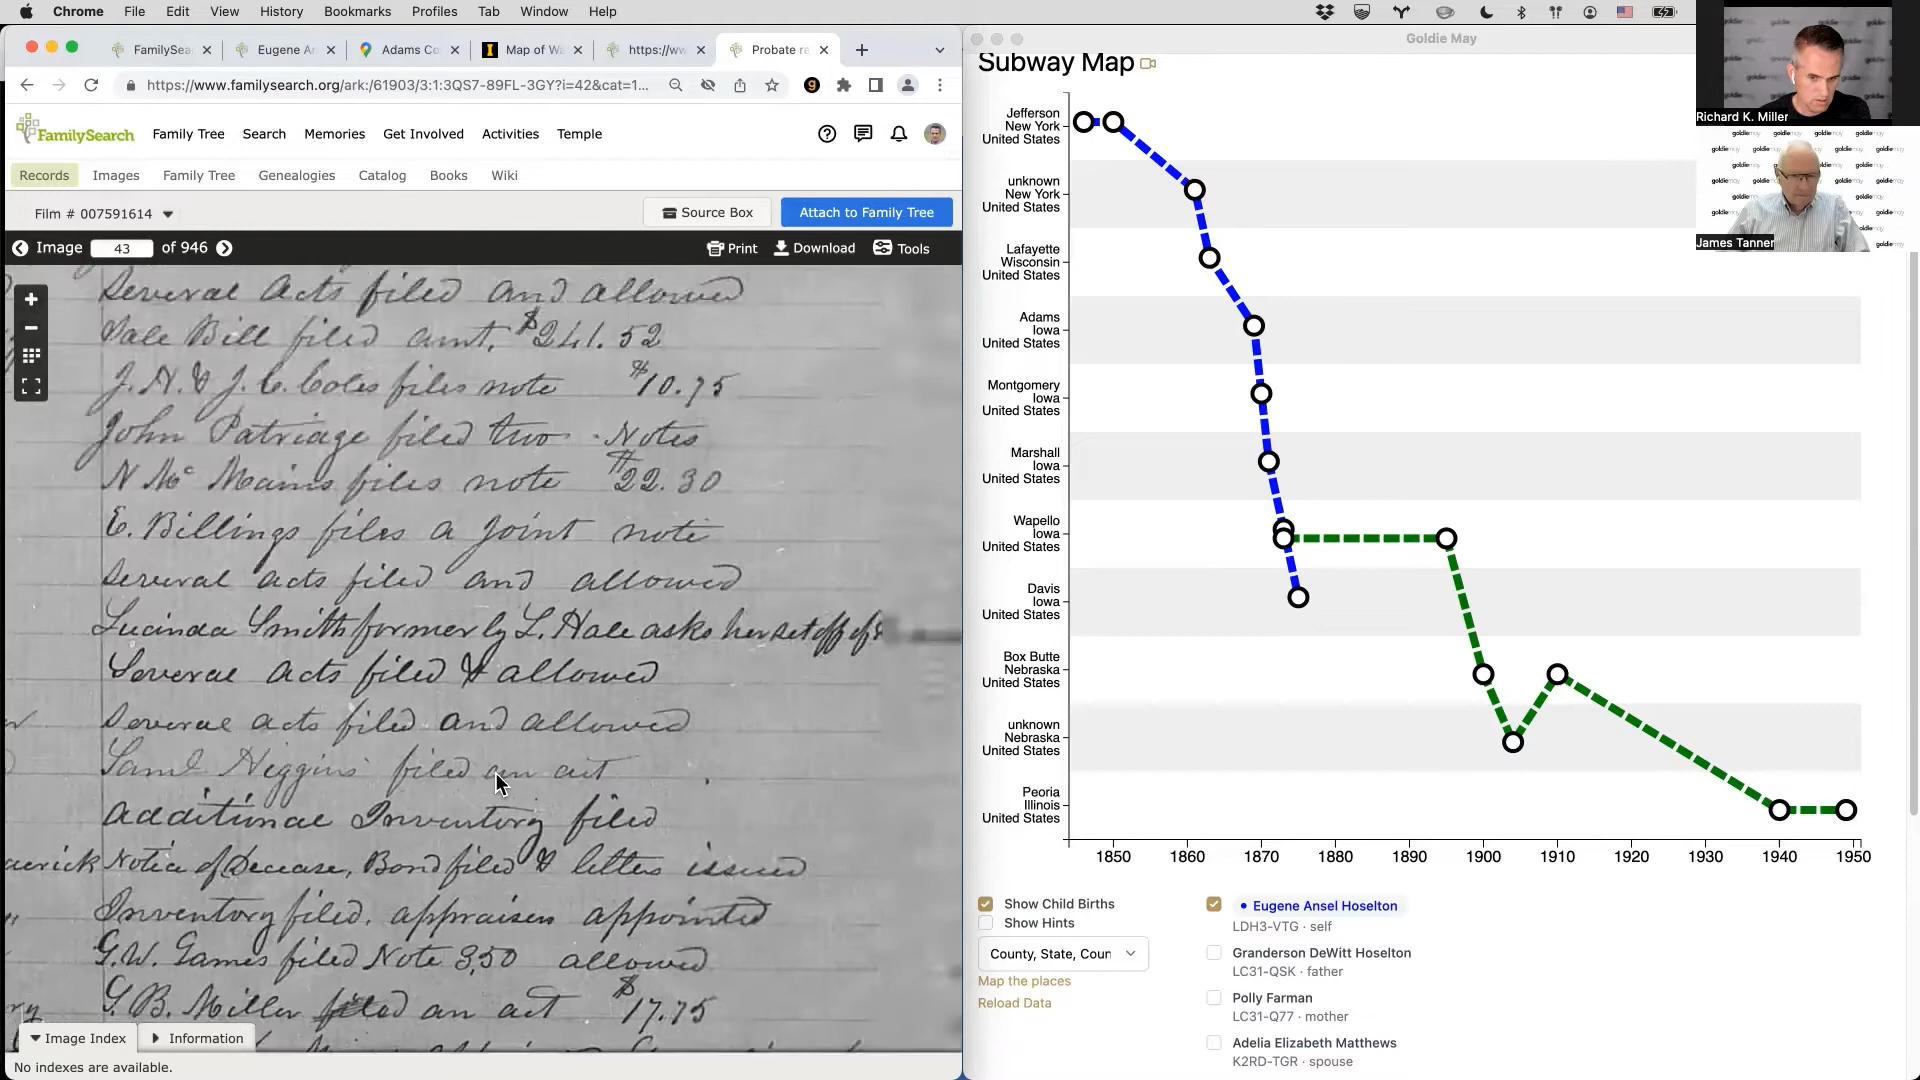 Chrome File Edit View History Bookmarks Profiles Tab Window Help
FamilySea Eugene An Adams Co Map of Wa https://ww Probate re
https://www.familysearch.org/ark:/61903/3:1:3QS7-89FL-3GY?i=42&cat=1...
FamilySearch Family Tree Search Memories Get Involved Activities Temple
Records Images Family Tree Genealogies Catalog Books Wiki
Film # 007591614 Source Box Attach to Family Tree
Image 43 of 946 Print Download Tools
Several Acts filed and allowed
Sale Bill filed amt. $241.52
J. N. & J. C. Coles files note $10.75
John Patriage filed two Notes
N Mc Mains files note $22.30
E. Billings files a joint note
Several acts filed and allowed
Lucinda Smith formerly L. Hale asks her set off of
Several Acts filed & allowed
Several acts filed and allowed
Saml Higgins filed an act
Additional Inventory filed
Notice of Decease, Bond filed & letters issued
Inventory filed, appraisers appointed
G.W. Games filed Note 3,50 allowed
G. B. Miller filed an act $17.75
Image Index Information
No indexes are available.
Goldie May
Subway Map
Jefferson
New York
United States
unknown
New York
United States
Lafayette
Wisconsin
United States
Adams
Iowa
United States
Montgomery
Iowa
United States
Marshall
Iowa
United States
Wapello
Iowa
United States
Davis
Iowa
United States
Box Butte
Nebraska
United States
unknown
Nebraska
United States
Peoria
Illinois
United States
1850 1860 1870 1880 1890 1900 1910 1920 1930 1940 1950
Show Child Births
Show Hints
County, State, Coun
Map the places
Reload Data
• Eugene Ansel Hoselton
LDH3-VTG · self
Granderson DeWitt Hoselton
LC31-QSK · father
Polly Farman
LC31-Q77 · mother
Adelia Elizabeth Matthews
K2RD-TGR · spouse
Richard K. Miller
James Tanner